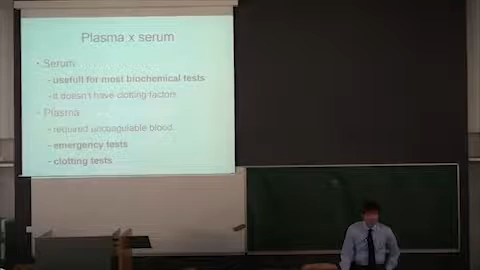 Plasma x serum
• Serum
- usefull for most biochemical tests
- it doesn't have clotting factors
• Plasma
- required uncoagulable blood.
- emergency tests
- clotting tests